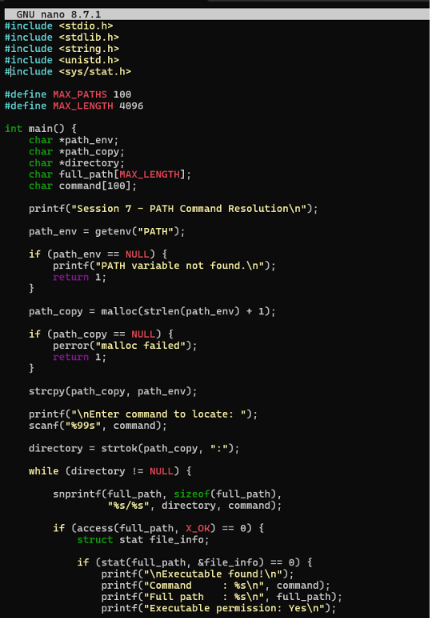 GNU nano 8.7.1
#include <stdio.h>
#include <stdlib.h>
#include <string.h>
#include <unistd.h>
#include <sys/stat.h>
#define MAX_PATHS 100
#define MAX_LENGTH 4096
int main() {
    char *path_env;
    char *path_copy;
    char *directory;
    char full_path[MAX_LENGTH];
    char command[100];
    printf("Session 7 - PATH Command Resolution\n");
    path_env = getenv("PATH");
    if (path_env == NULL) {
        printf("PATH variable not found.\n");
        return 1;
    }
    path_copy = malloc(strlen(path_env) + 1);
    if (path_copy == NULL) {
        perror("malloc failed");
        return 1;
    }
    strcpy(path_copy, path_env);
    printf("\nEnter command to locate: ");
    scanf("%99s", command);
    directory = strtok(path_copy, ":");
    while (directory != NULL) {
        snprintf(full_path, sizeof(full_path),
                 "%s/%s", directory, command);
        if (access(full_path, X_OK) == 0) {
            struct stat file_info;
            if (stat(full_path, &file_info) == 0) {
                printf("\nExecutable found!\n");
                printf("Command    : %s\n", command);
                printf("Full path  : %s\n", full_path);
                printf("Executable permission: Yes\n");